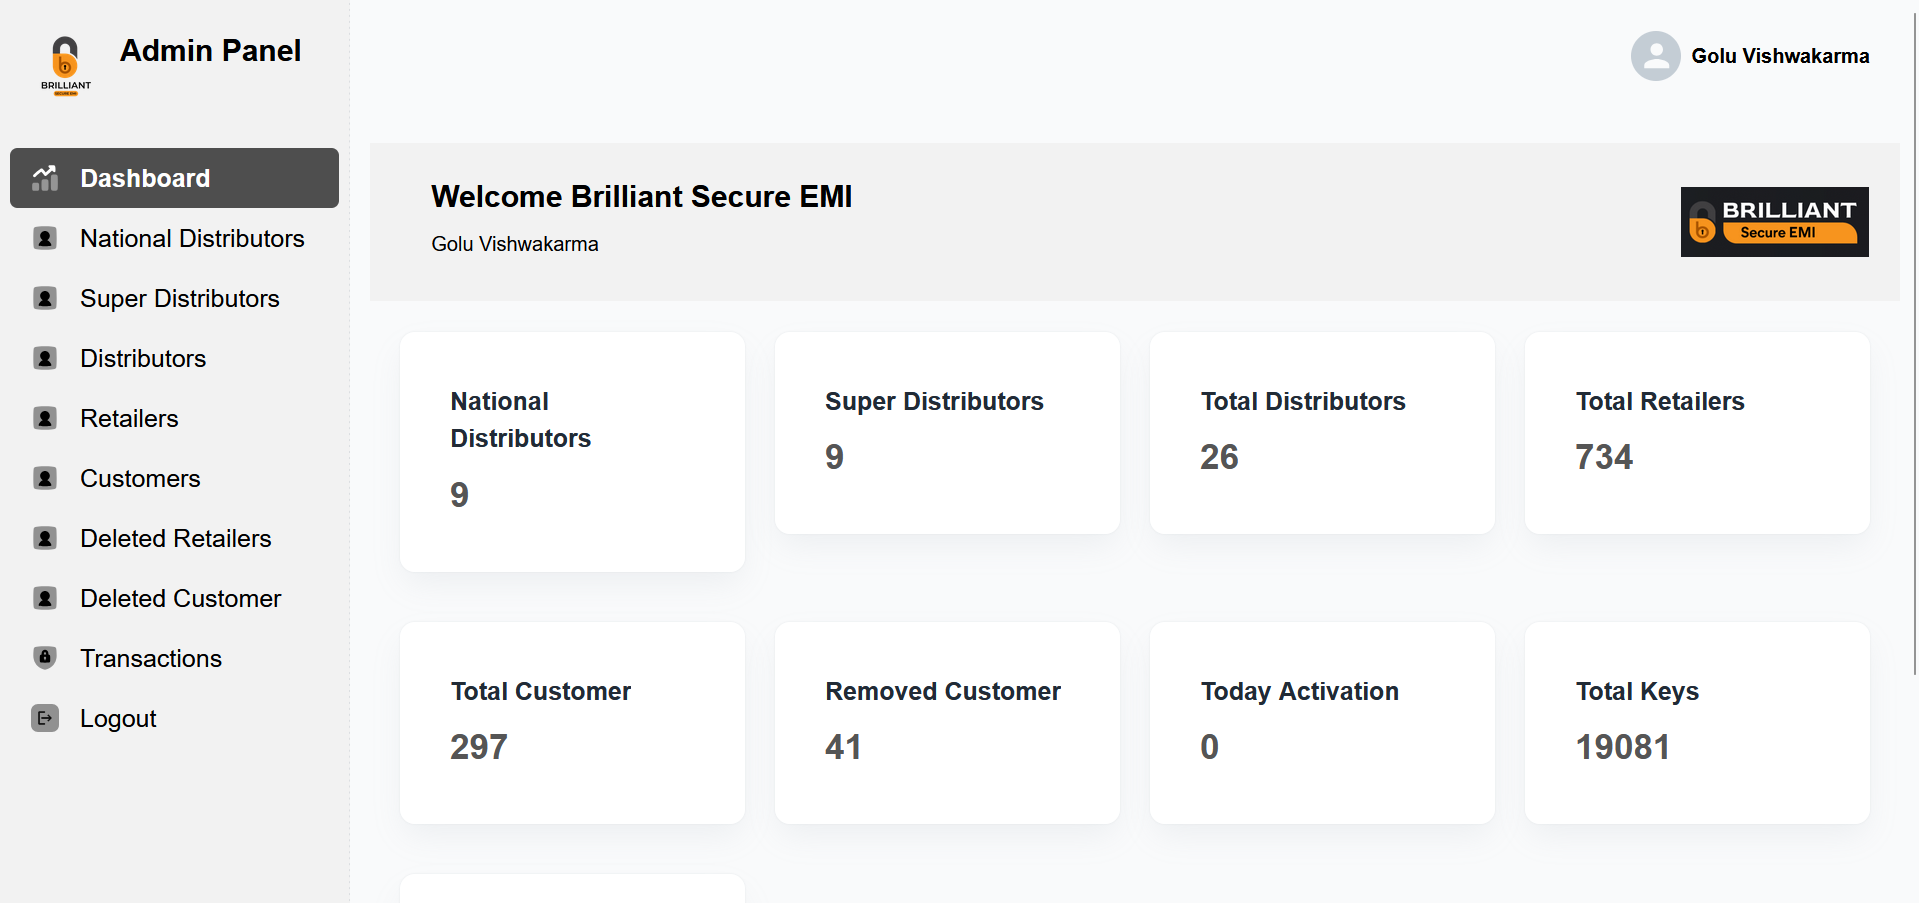 BRILLIANT
SECURE EMI
Admin Panel
Golu Vishwakarma
Dashboard
National Distributors
Super Distributors
Distributors
Retailers
Customers
Deleted Retailers
Deleted Customer
Transactions
Logout
Welcome Brilliant Secure EMI
Golu Vishwakarma
BRILLIANT
Secure EMI
National
Distributors
9
Super Distributors
9
Total Distributors
26
Total Retailers
734
Total Customer
297
Removed Customer
41
Today Activation
0
Total Keys
19081